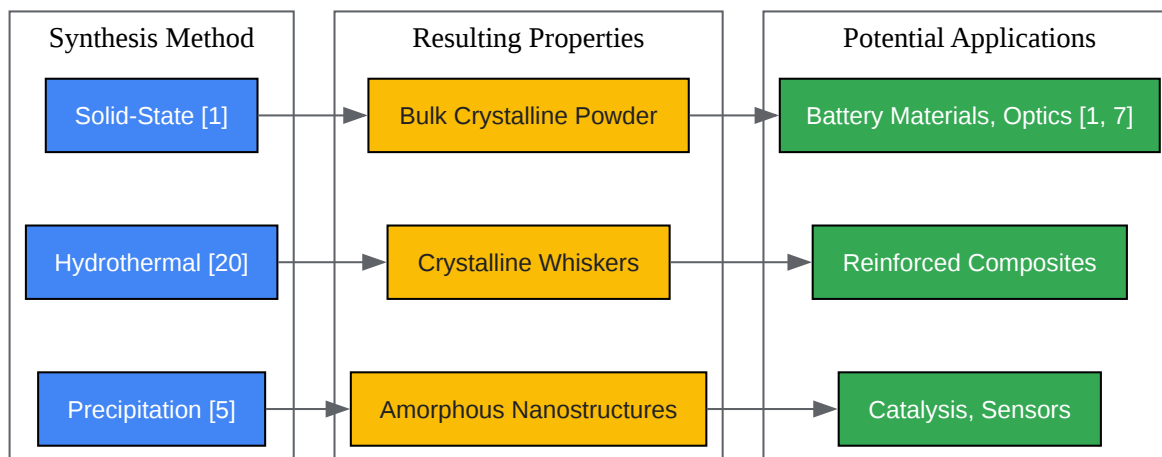 Synthesis Method
Resulting Properties
Potential Applications
Solid-State [1]
Bulk Crystalline Powder
Battery Materials, Optics [1, 7]
Hydrothermal [20]
Crystalline Whiskers
Reinforced Composites
Precipitation [5]
Amorphous Nanostructures
Catalysis, Sensors